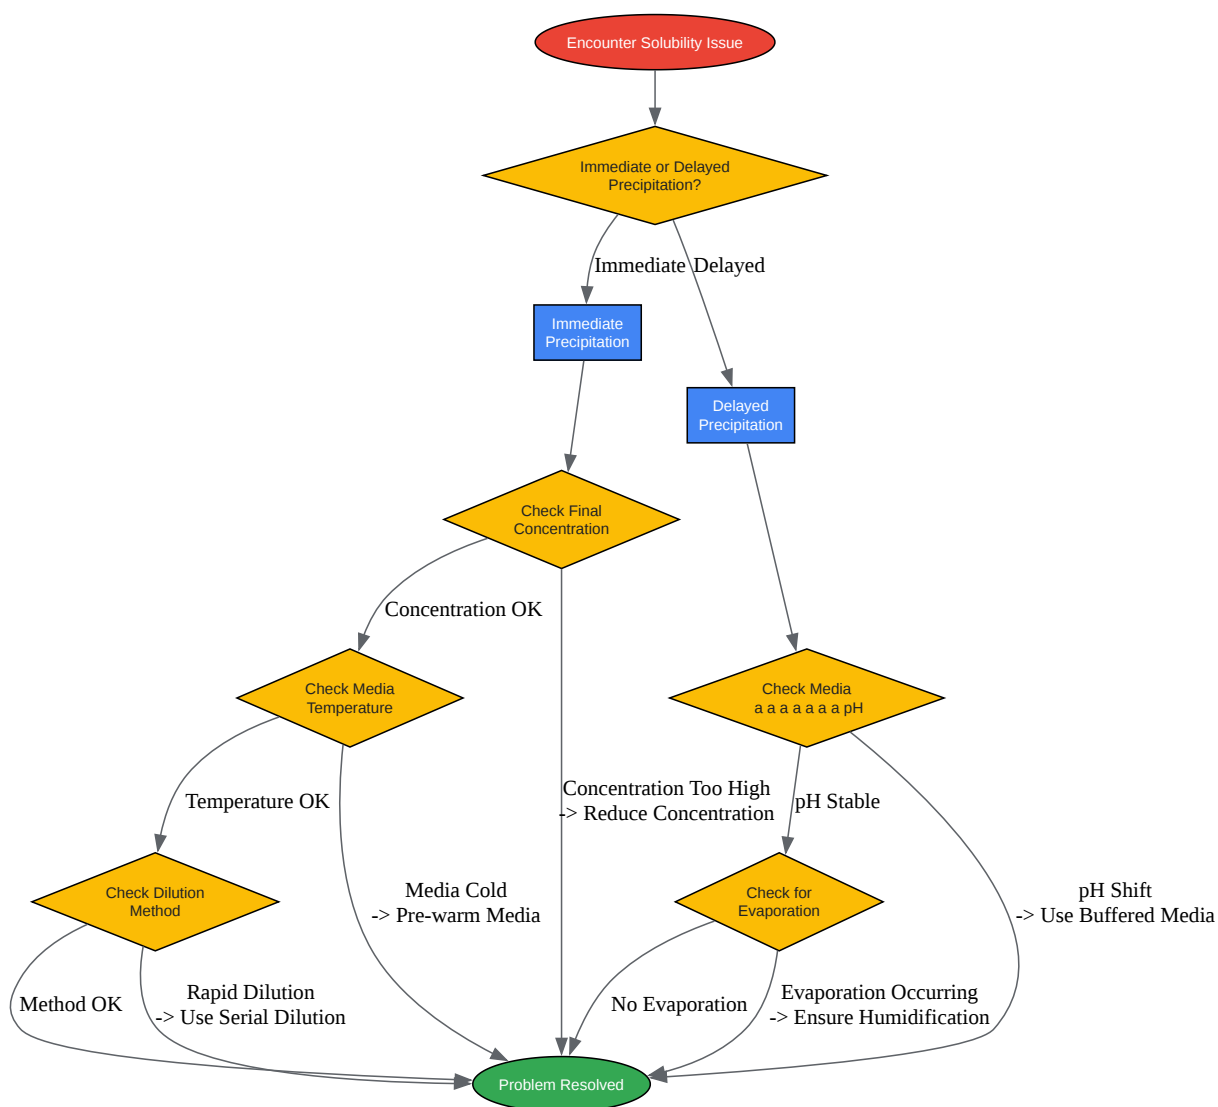 Encounter Solubility Issue
Immediate or Delayed
Precipitation?
Immediate
Delayed
Immediate
Precipitation
Delayed
Precipitation
Check Final
Concentration
Concentration OK
Check Media
Temperature
Check Media
a a a a a a a pH
Temperature OK
Concentration Too High
-> Reduce Concentration
pH Stable
Check Dilution
Method
Media Cold
-> Pre-warm Media
Check for
Evaporation
pH Shift
-> Use Buffered Media
Method OK
Rapid Dilution
-> Use Serial Dilution
No Evaporation
Evaporation Occurring
-> Ensure Humidification
Problem Resolved